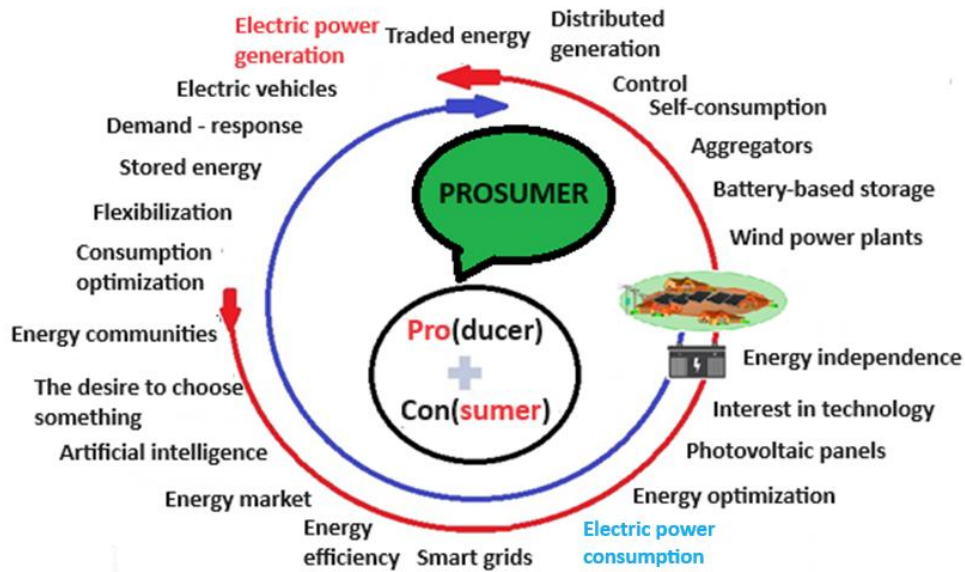 Electric power
generation
Traded energy
Distributed
generation
Electric vehicles
Control
Demand - response
Self-consumption
Stored energy
Aggregators
Flexibilization
Battery-based storage
Consumption
optimization
Wind power plants
PROSUMER
Energy communities
Pro(ducer)
+
Con(sumer)
Energy independence
The desire to choose
something
Interest in technology
Artificial intelligence
Photovoltaic panels
Energy market
Energy optimization
Energy
efficiency
Smart grids
Electric power
consumption